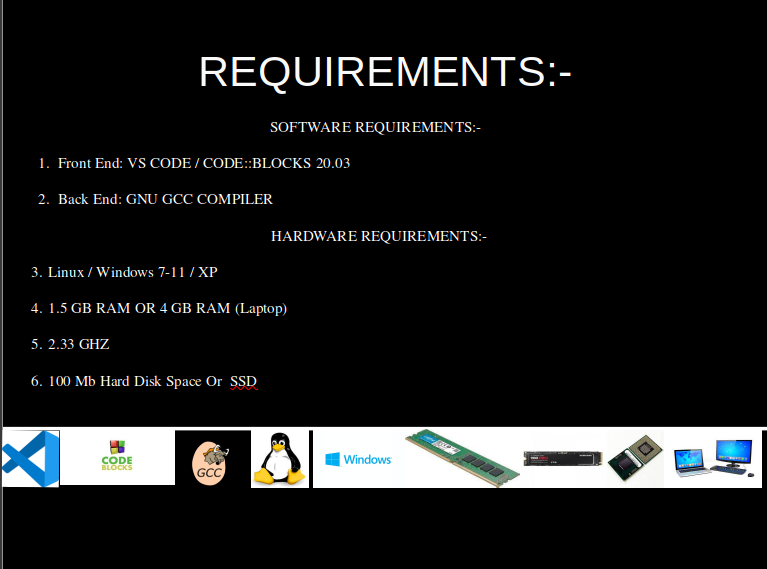 REQUIREMENTS:-
SOFTWARE REQUIREMENTS:-
1. Front End: VS CODE / CODE::BLOCKS 20.03
2. Back End: GNU GCC COMPILER
HARDWARE REQUIREMENTS:-
3. Linux / Windows 7-11 / XP
4. 1.5 GB RAM OR 4 GB RAM (Laptop)
5. 2.33 GHZ
6. 100 Mb Hard Disk Space Or SSD
CODE
BLOCKS
GCC
Windows